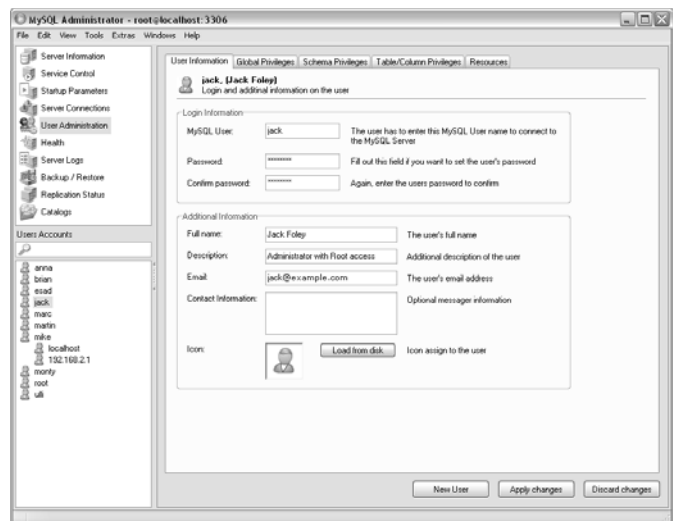 MySQL Administrator - root@localhost:3306
File Edit View Tools Extras Windows Help
Server Information
Service Control
Startup Parameters
Server Connections
User Administration
Health
Server Logs
Backup / Restore
Replication Status
Catalogs
Users Accounts
anna
brian
esad
jack
marc
martin
mike
localhost
192.168.2.1
monty
root
ulli
User Information Global Privileges Schema Privileges Table/Column Privileges Resources
jack, (Jack Foley)
Login and additinal information on the user
Login Information
MySQL User: jack The user has to enter this MySQL User name to connect to
the MySQL Server
Password: ******** Fill out this field if you want to set the user's password
Confirm password: ******** Again, enter the users password to confirm
Additional Information
Full name: Jack Foley The user's full name
Description: Administrator with Root access Additional description of the user
Email: jack@example.com The user's email address
Contact Information: Optional messager information
Icon: Load from disk Icon assign to the user
New User Apply changes Discard changes